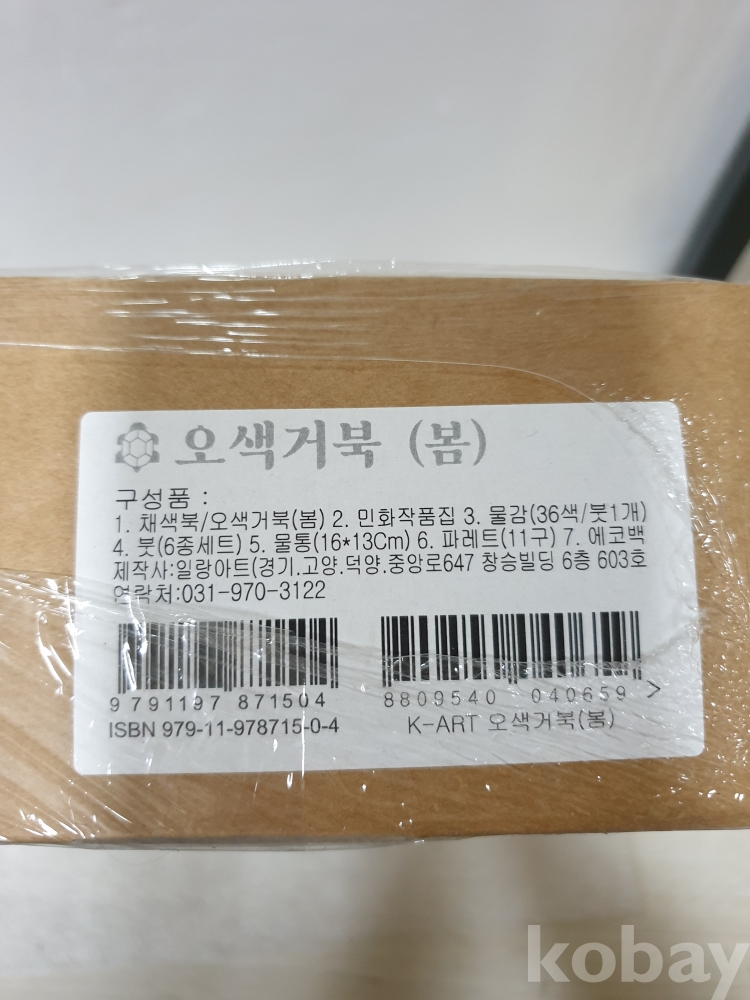 오색거북 (봄)
구성품 :
1. 채색북/오색거북(봄) 2. 민화작품집 3. 물감(36색/붓1개)
4. 붓(6종세트) 5. 물통(16*13Cm) 6. 파레트(11구) 7. 에코백
제작사:일랑아트(경기.고양.덕양.중앙로647 창승빌딩 6층 603호
연락처:031-970-3122
9 791197 871504
8809540 040659 >
ISBN 979-11-978715-0-4
K-ART 오색거북(봄)
kobay